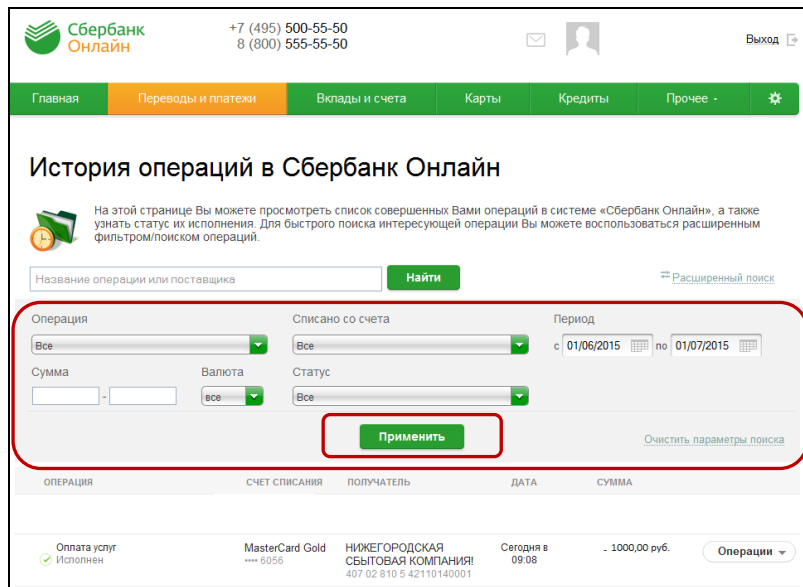 Сбербанк
Онлайн
+7 (495) 500-55-50
8 (800) 555-55-50
Выход
Главная
Переводы и платежи
Вклады и счета
Карты
Кредиты
Прочее
История операций в Сбербанк Онлайн
На этой странице Вы можете просмотреть список совершенных Вами операций в системе «Сбербанк Онлайн», а также
узнать статус их исполнения. Для быстрого поиска интересующей операции Вы можете воспользоваться расширенным
фильтром/поиском операций.
Название операции или поставщика
Найти
Расширенный поиск
Операция
Списано со счета
Период
Все
Все
с 01/06/2015 по 01/07/2015
Сумма
Валюта
Статус
-
все
Все
Применить
Очистить параметры поиска
ОПЕРАЦИЯ
СЧЕТ СПИСАНИЯ
ПОЛУЧАТЕЛЬ
ДАТА
СУММА
Оплата услуг
Исполнен
MasterCard Gold
•••• 6056
НИЖЕГОРОДСКАЯ
СБЫТОВАЯ КОМПАНИЯ!
407 02 810 5 42110140001
Сегодня в
09:08
- 1000,00 руб.
Операции